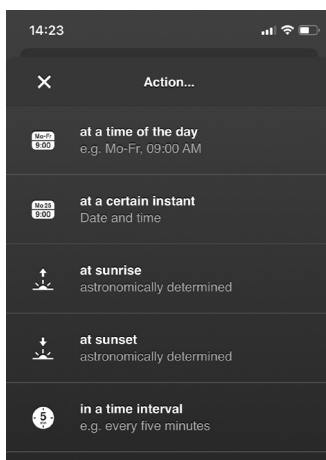 14:23
Action...
Mo-Fr
9:00
at a time of the day
e.g. Mo-Fr, 09:00 AM
Mo 25
9:00
at a certain instant
Date and time
at sunrise
astronomically determined
at sunset
astronomically determined
5
in a time interval
e.g. every five minutes